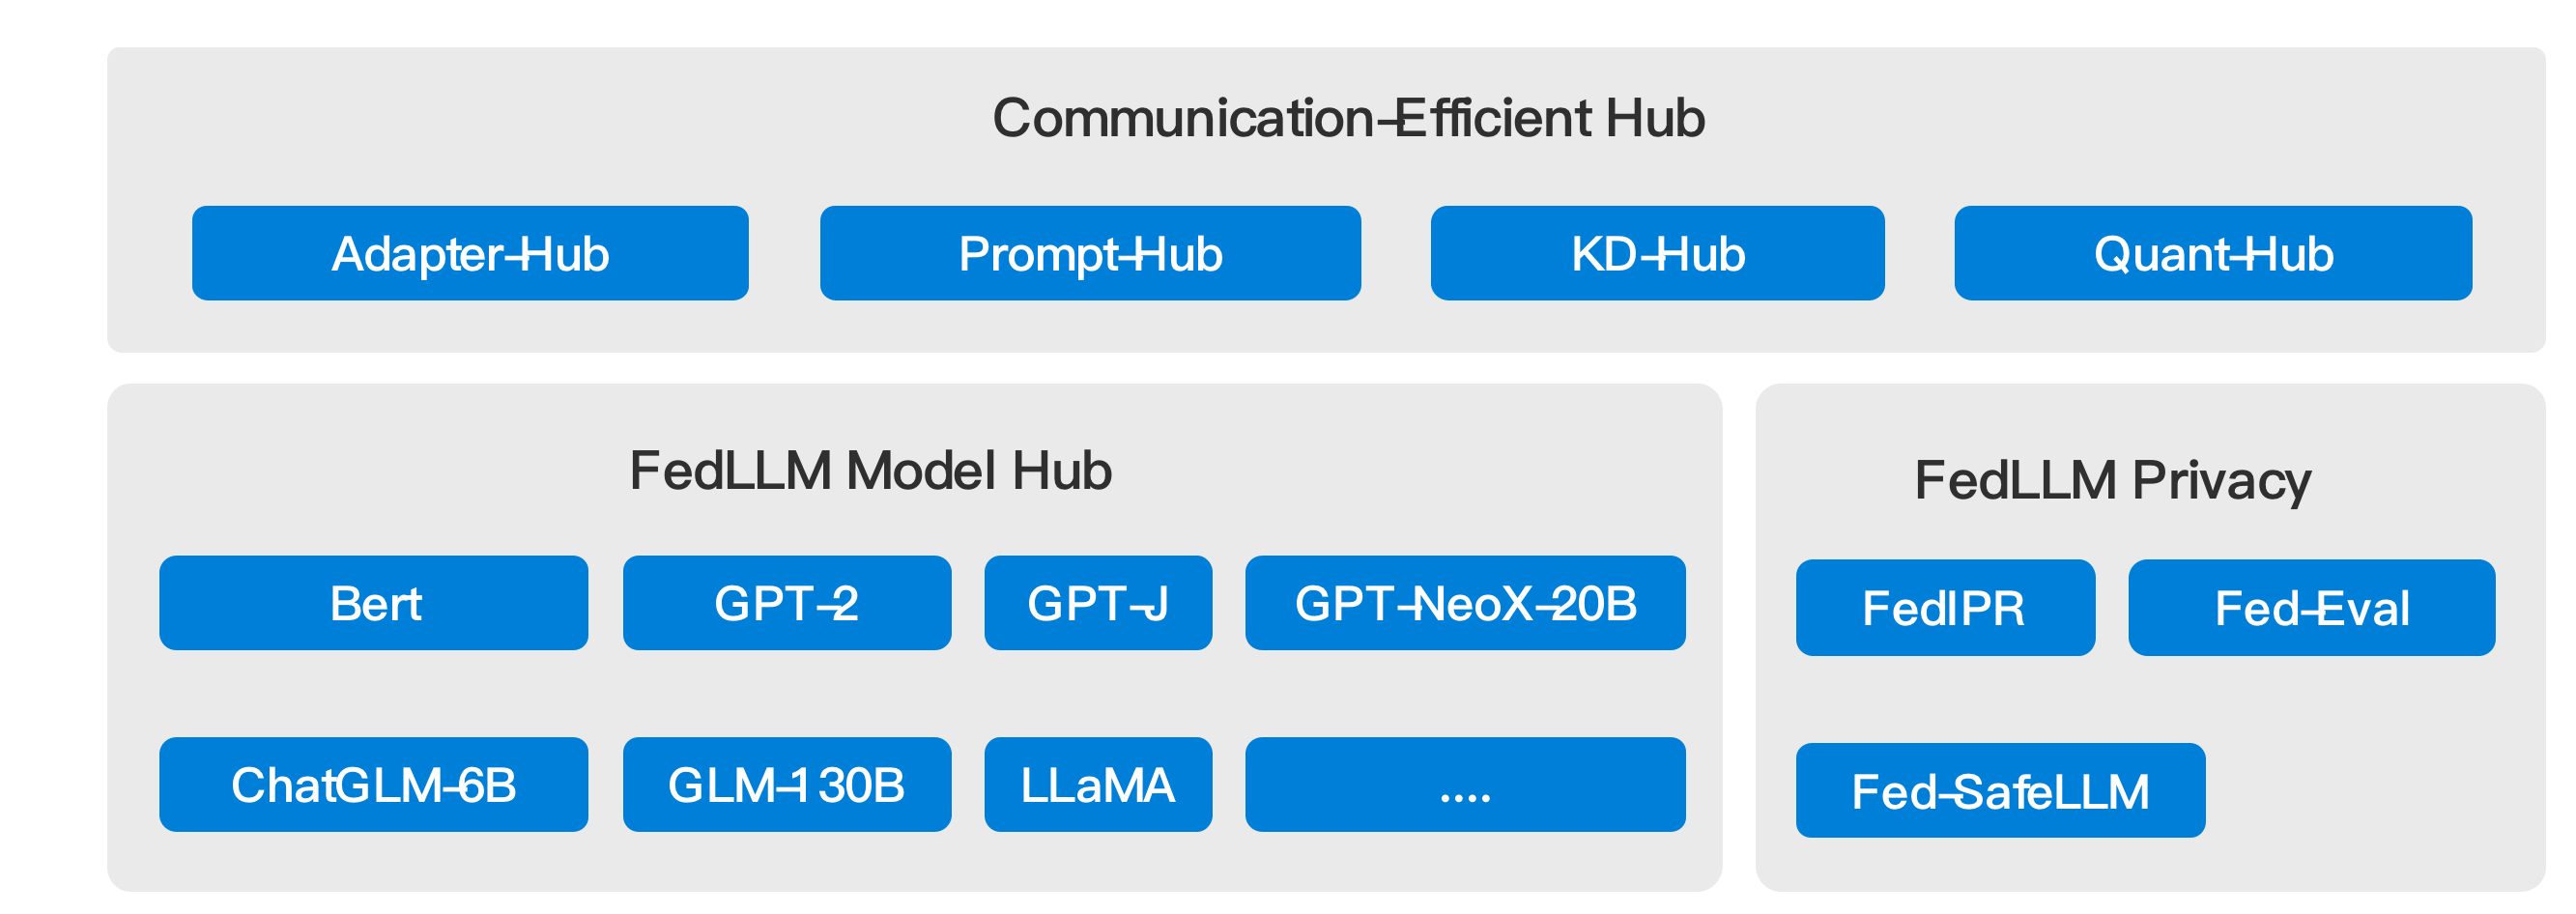 Communication-Efficient Hub
Adapter-Hub
Prompt-Hub
KD-Hub
Quant-Hub
FedLLM Model Hub
Bert
GPT-2
GPT-J
GPT-NeoX-20B
ChatGLM-6B
GLM-130B
LLaMA
....
FedLLM Privacy
FedIPR
Fed-Eval
Fed-SafeLLM